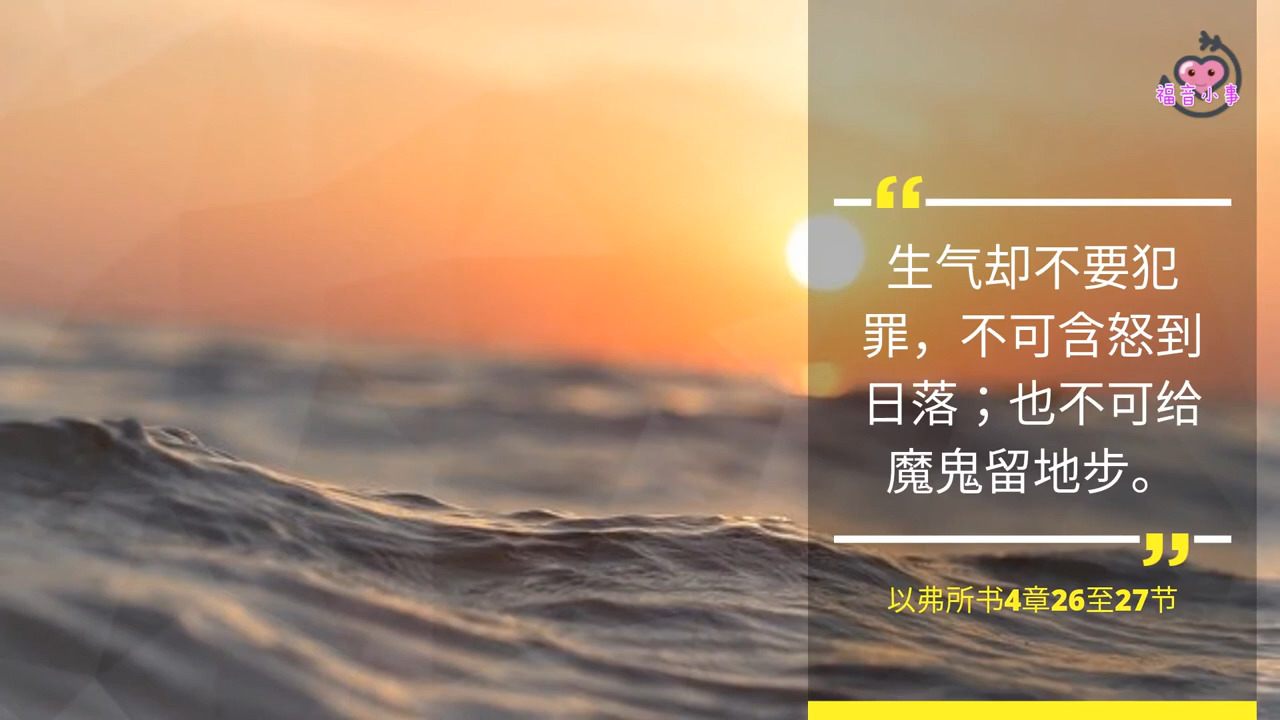 福音小事
“
生气却不要犯
罪，不可含怒到
日落；也不可给
魔鬼留地步。
”
以弗所书4章26至27节